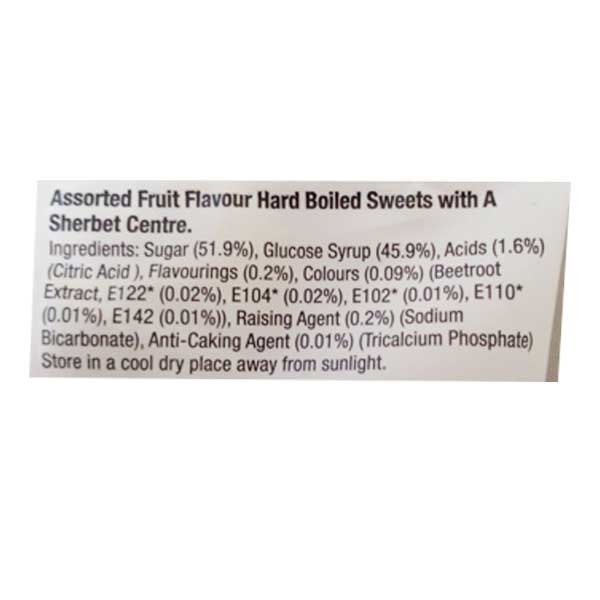 Assorted Fruit Flavour Hard Boiled Sweets with A
Sherbet Centre.
Ingredients: Sugar (51.9%), Glucose Syrup (45.9%), Acids (1.6%)
(Citric Acid ), Flavourings (0.2%), Colours (0.09%) (Beetroot
Extract, E122* (0.02%), E104* (0.02%), E102* (0.01%), E110*
(0.01%), E142 (0.01%)), Raising Agent (0.2%) (Sodium
Bicarbonate), Anti-Caking Agent (0.01%) (Tricalcium Phosphate)
Store in a cool dry place away from sunlight.